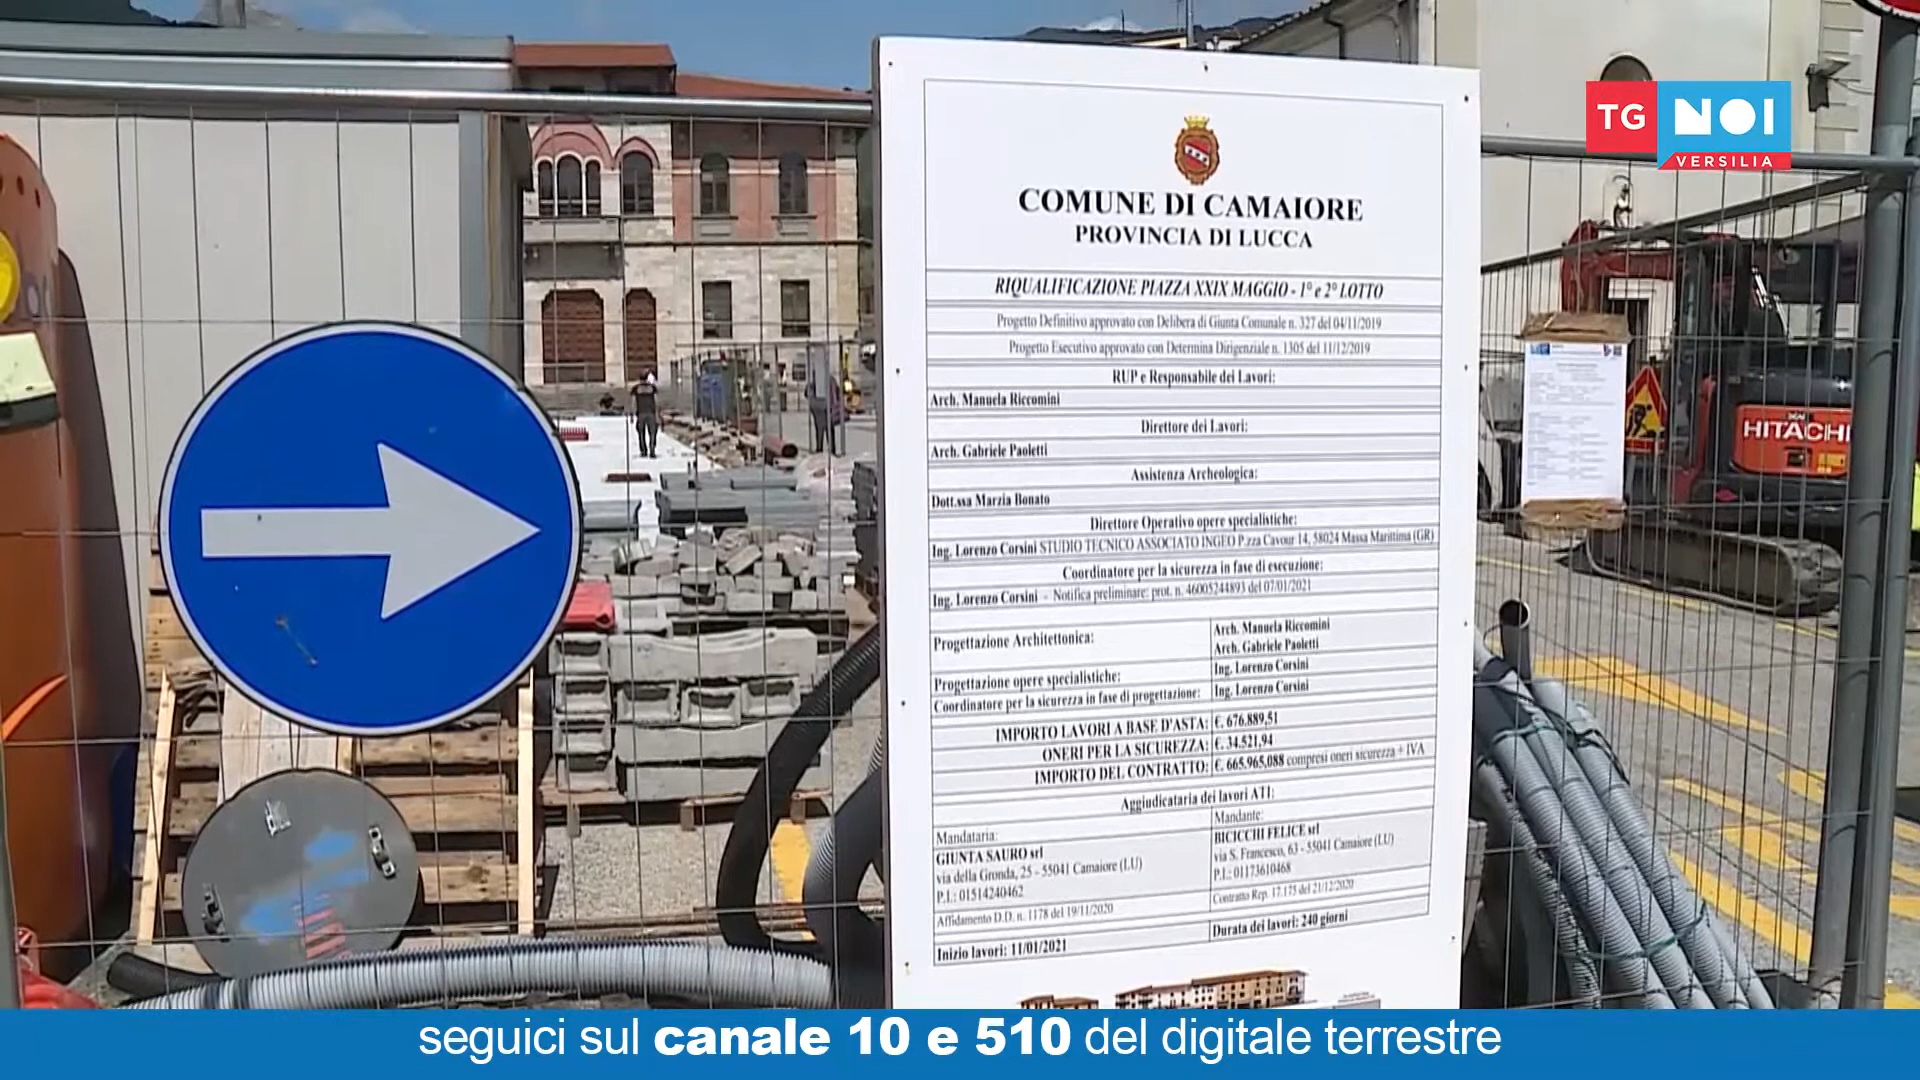 TG NOI
VERSILIA
COMUNE DI CAMAIORE
PROVINCIA DI LUCCA
RIQUALIFICAZIONE PIAZZA XXIX MAGGIO - 1° e 2° LOTTO
Progetto Definitivo approvato con Delibera di Giunta Comunale n. 327 del 04/11/2019
Progetto Esecutivo approvato con Determina Dirigenziale n. 1305 del 11/12/2019
RUP e Responsabile dei Lavori:
Arch. Manuela Riccomini
Direttore dei Lavori:
Arch. Gabriele Paoletti
Assistenza Archeologica:
Dott.ssa Marzia Bonato
Direttore Operativo opere specialistiche:
Ing. Lorenzo Corsini STUDIO TECNICO ASSOCIATO INGEO P.zza Cavour 14, 58024 Massa Marittima (GR)
Coordinatore per la sicurezza in fase di esecuzione:
Ing. Lorenzo Corsini - Notifica preliminare: prot. n. 46005244893 del 07/01/2021
Progettazione Architettonica: Arch. Manuela Riccomini
Arch. Gabriele Paoletti
Progettazione opere specialistiche: Ing. Lorenzo Corsini
Coordinatore per la sicurezza in fase di progettazione: Ing. Lorenzo Corsini
IMPORTO LAVORI A BASE D'ASTA: €. 676.889,51
ONERI PER LA SICUREZZA: €. 34.521,94
IMPORTO DEL CONTRATTO: €. 665.965,088 compresi oneri sicurezza + IVA
Aggiudicataria dei lavori ATI:
Mandataria: Mandante:
GIUNTA SAURO srl BICICCHI FELICE srl
via della Gronda, 25 - 55041 Camaiore (LU) via S. Francesco, 63 - 55041 Camaiore (LU)
P.I.: 01514240462 P.I.: 01173610468
Affidamento D.D. n. 1178 del 19/11/2020 Contratto Rep. 17.175 del 21/12/2020
Inizio lavori: 11/01/2021 Durata dei lavori: 240 giorni
HITACHI
seguici sul canale 10 e 510 del digitale terrestre